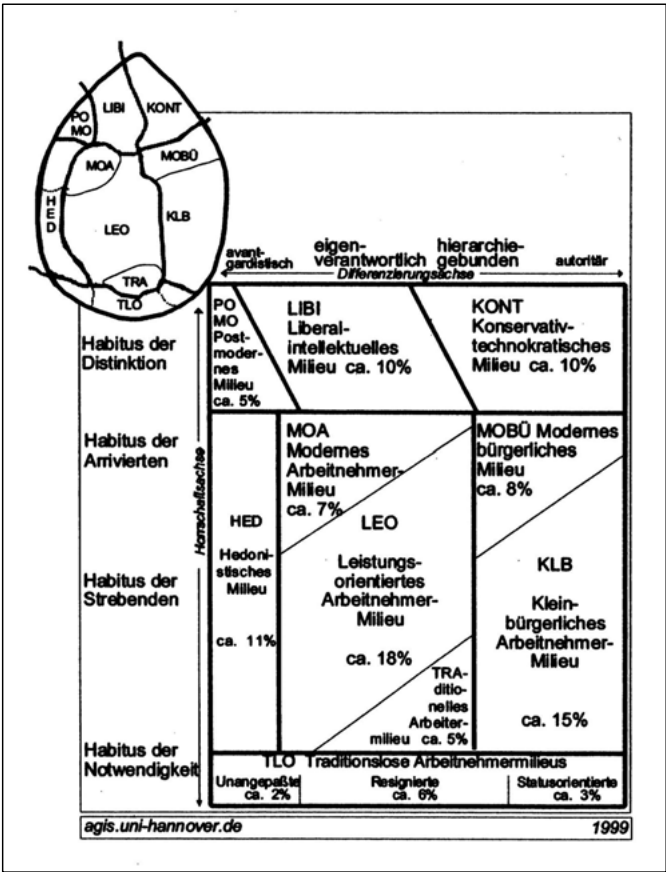 PO
MO
LIBI
KONT
MOA
MOBÜ
HED
LEO
KLB
TRA
TLO
avant-
gardistisch
eigen-
verantwortlich
hierarchie-
gebunden
autoritär
Differenzierungsachse
Herrschaftsachse
Habitus der
Distinktion
PO
MO
Post-
moder-
nes
Milieu
ca. 5%
LIBI
Liberal-
intellektuelles
Milieu ca. 10%
KONT
Konservativ-
technokratisches
Milieu ca. 10%
Habitus der
Arrivierten
MOA
Modernes
Arbeitnehmer-
Milieu
ca. 7%
MOBÜ Modernes
bürgerliches
Milieu
ca. 8%
HED
Hedoni-
stisches
Milieu
ca. 11%
Habitus der
Strebenden
LEO
Leistungs-
orientiertes
Arbeitnehmer-
Milieu
ca. 18%
KLB
Klein-
bürgerliches
Arbeitnehmer-
Milieu
ca. 15%
TRA-
ditio-
nelles
Arbeiter-
milieu ca. 5%
Habitus der
Notwendigkeit
TLO Traditionslose Arbeitnehmermilieus
Unangepaßte
ca. 2%
Resignierte
ca. 6%
Statusorientierte
ca. 3%
agis.uni-hannover.de
1999